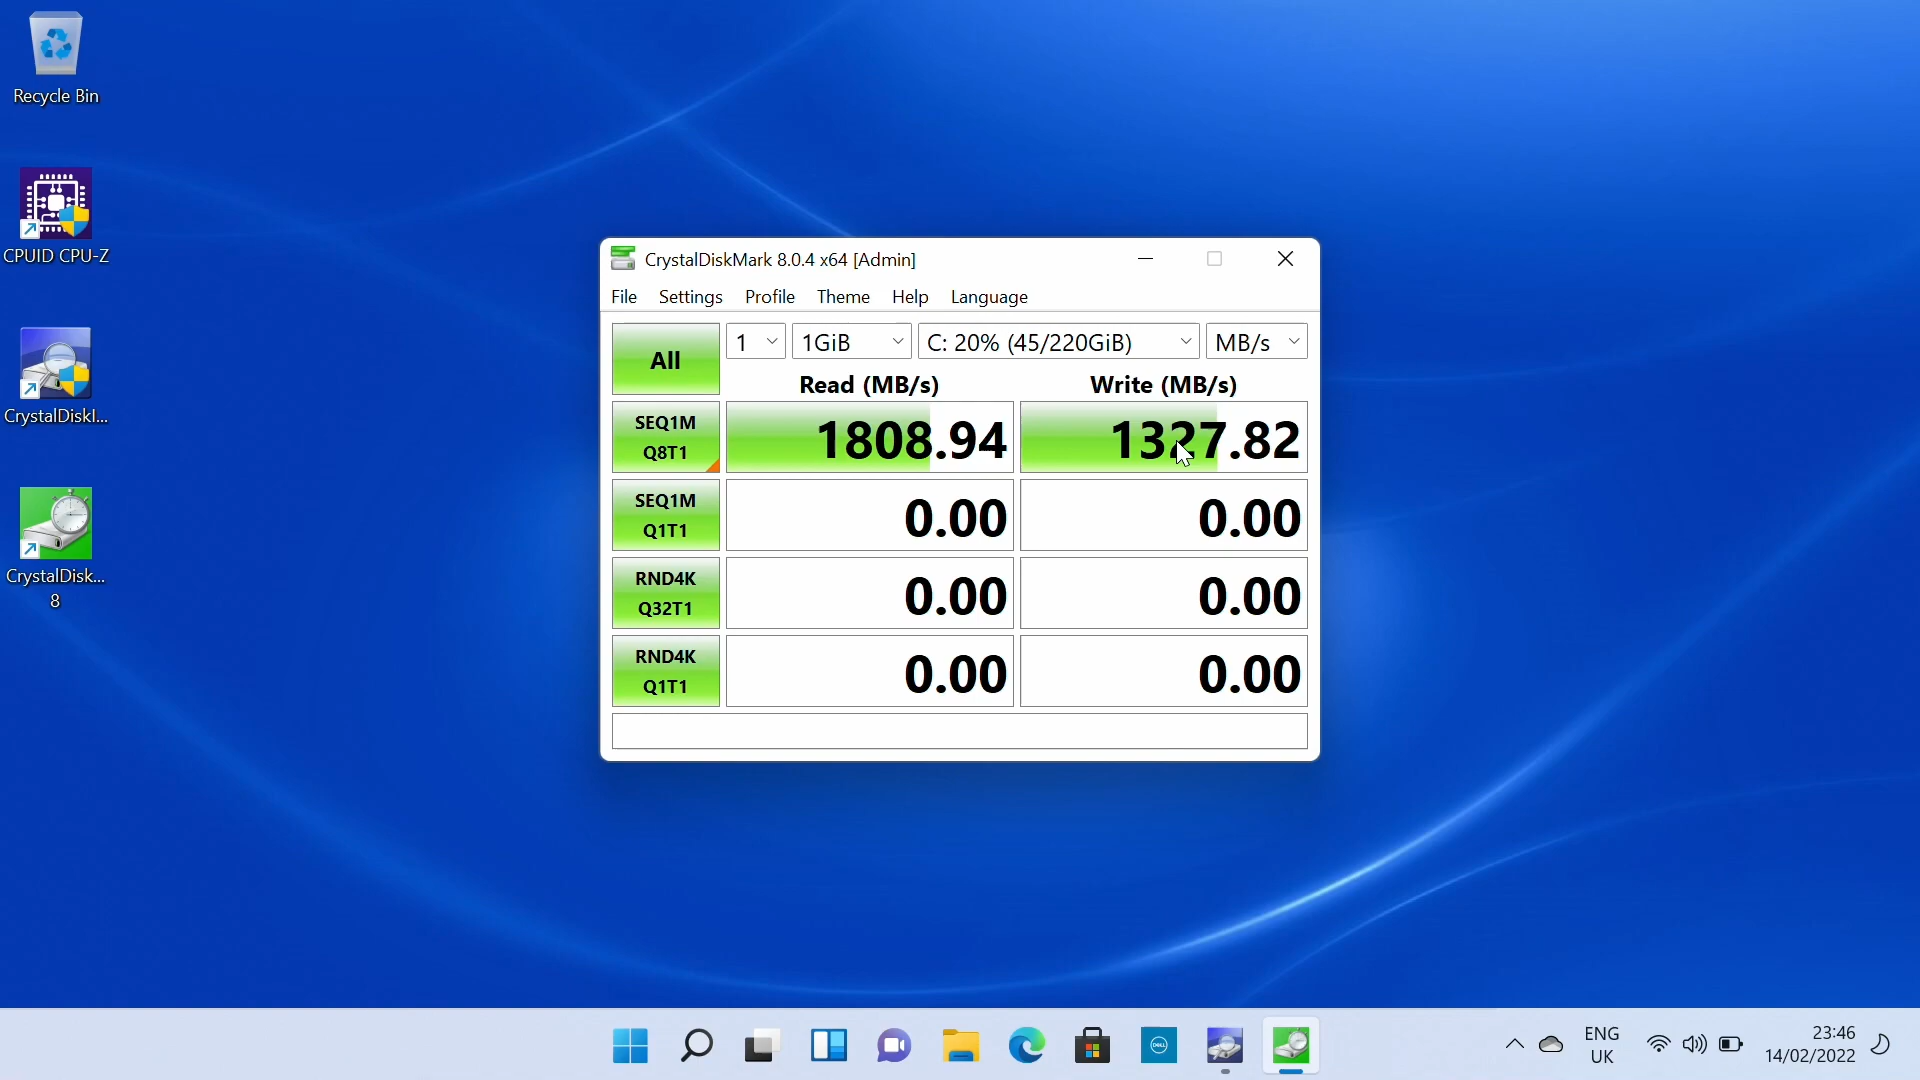 Recycle Bin
CPUID CPU-Z
CrystalDiskI...
CrystalDisk...
8
CrystalDiskMark 8.0.4 x64 [Admin]
File Settings Profile Theme Help Language
All 1 1GiB C: 20% (45/220GiB) MB/s
Read (MB/s) Write (MB/s)
SEQ1M
Q8T1
1808.94 1327.82
SEQ1M
Q1T1
0.00 0.00
RND4K
Q32T1
0.00 0.00
RND4K
Q1T1
0.00 0.00
DELL
ENG
UK
23:46
14/02/2022